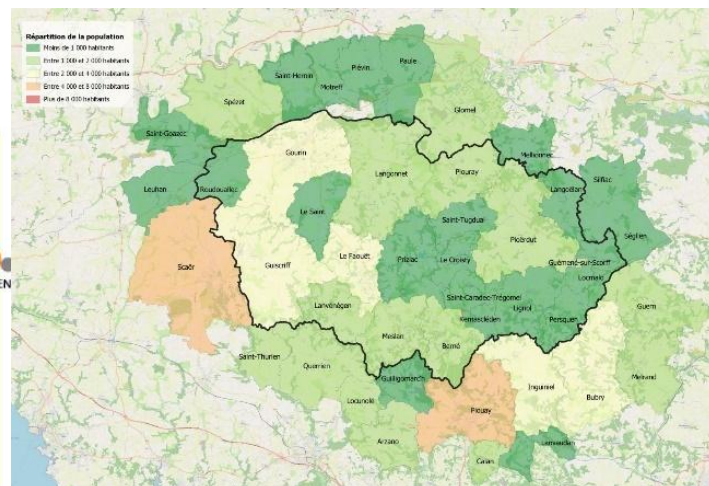 Répartition de la population
Moins de 1 000 habitants
Entre 1 000 et 2 000 habitants
Entre 2 000 et 4 000 habitants
Entre 4 000 et 8 000 habitants
Plus de 8 000 habitants
Paule
Plévin
Saint-Hernin
Motreff
Spézet
Glomel
Saint-Goazec
Mellionnec
Gourin
Langonnet
Plouray
Leuhan
Roudouallec
Langoëlan
Silfiac
Le Saint
Saint-Tugdual
Séglien
Ploërdut
Scaër
Guiscriff
Le Faouët
Priziac
Le Croisty
Guémené-sur-Scorff
Locmalo
Lanvénégen
Saint-Caradec-Trégomel
Lignol
Kernascléden
Persquen
Guern
Meslan
Berné
Saint-Thurien
Querrien
Melrand
Guilligomarc'h
Inguiniel
Bubry
Locunolé
Plouay
Arzano
Lanvaudan
Calan
EN